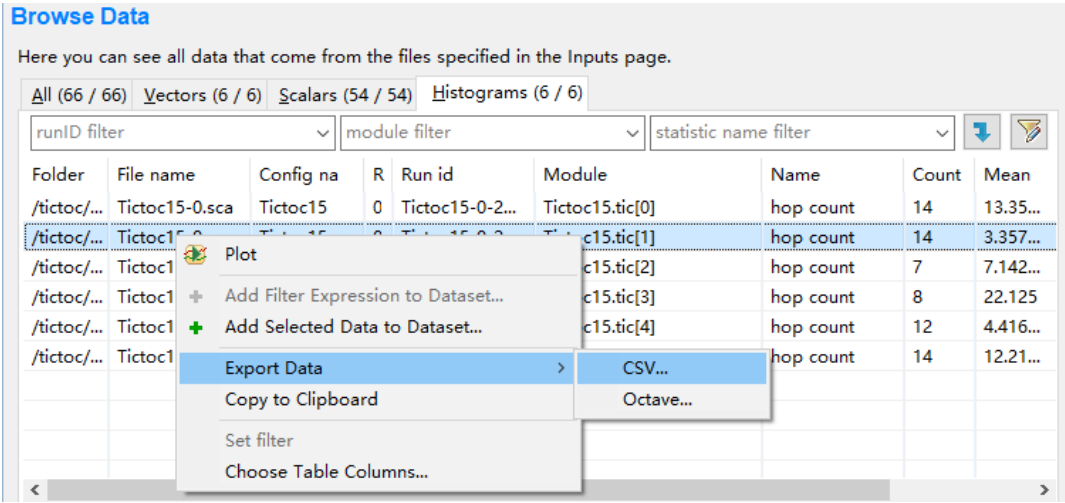 Browse Data
Here you can see all data that come from the files specified in the Inputs page.
All (66 / 66) Vectors (6 / 6) Scalars (54 / 54) Histograms (6 / 6)
runID filter module filter statistic name filter
Folder File name Config na R Run id Module Name Count Mean
/tictoc/... Tictoc15-0.sca Tictoc15 0 Tictoc15-0-2... Tictoc15.tic[0] hop count 14 13.35...
/tictoc/... c15.tic[1] hop count 14 3.357...
Plot
/tictoc/... Tictoc1 c15.tic[2] hop count 7 7.142...
/tictoc/... Tictoc1 Add Filter Expression to Dataset... c15.tic[3] hop count 8 22.125
/tictoc/... Tictoc1 Add Selected Data to Dataset... c15.tic[4] hop count 12 4.416...
/tictoc/... Tictoc1 hop count 14 12.21...
Export Data > CSV...
Copy to Clipboard Octave...
Set filter
Choose Table Columns...